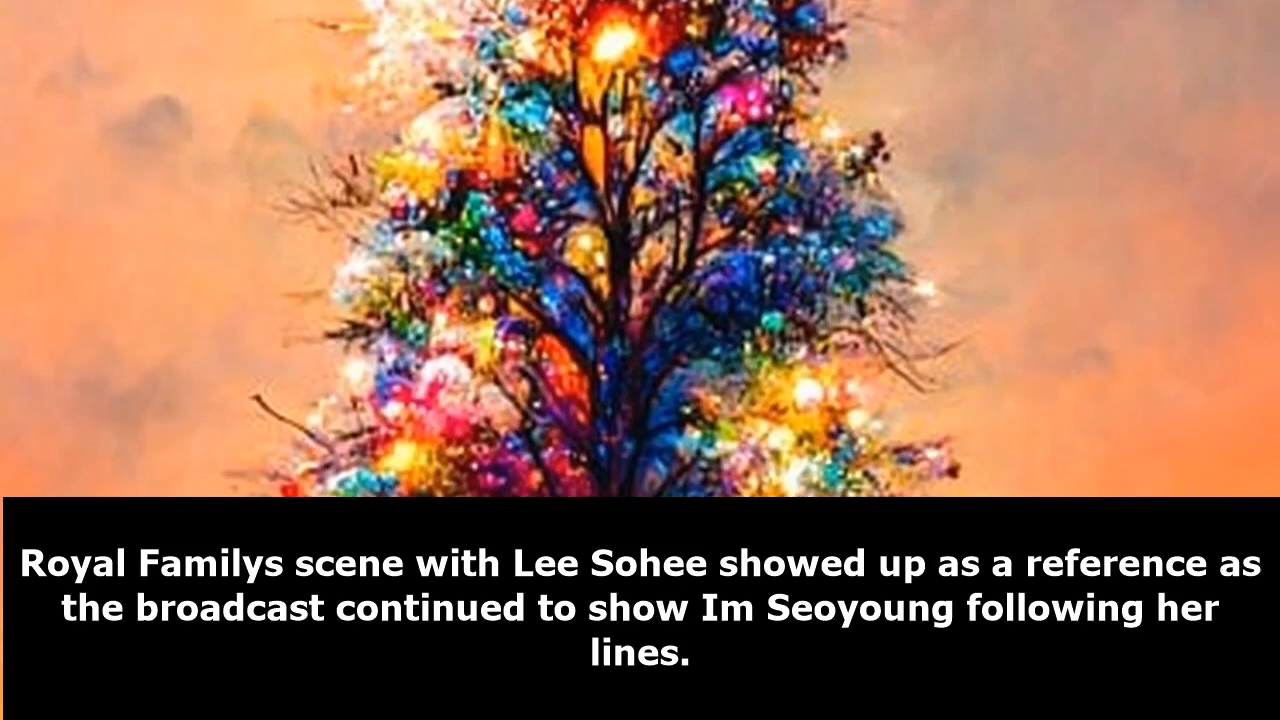 Royal Familys scene with Lee Sohee showed up as a reference as
the broadcast continued to show Im Seoyoung following her
lines.